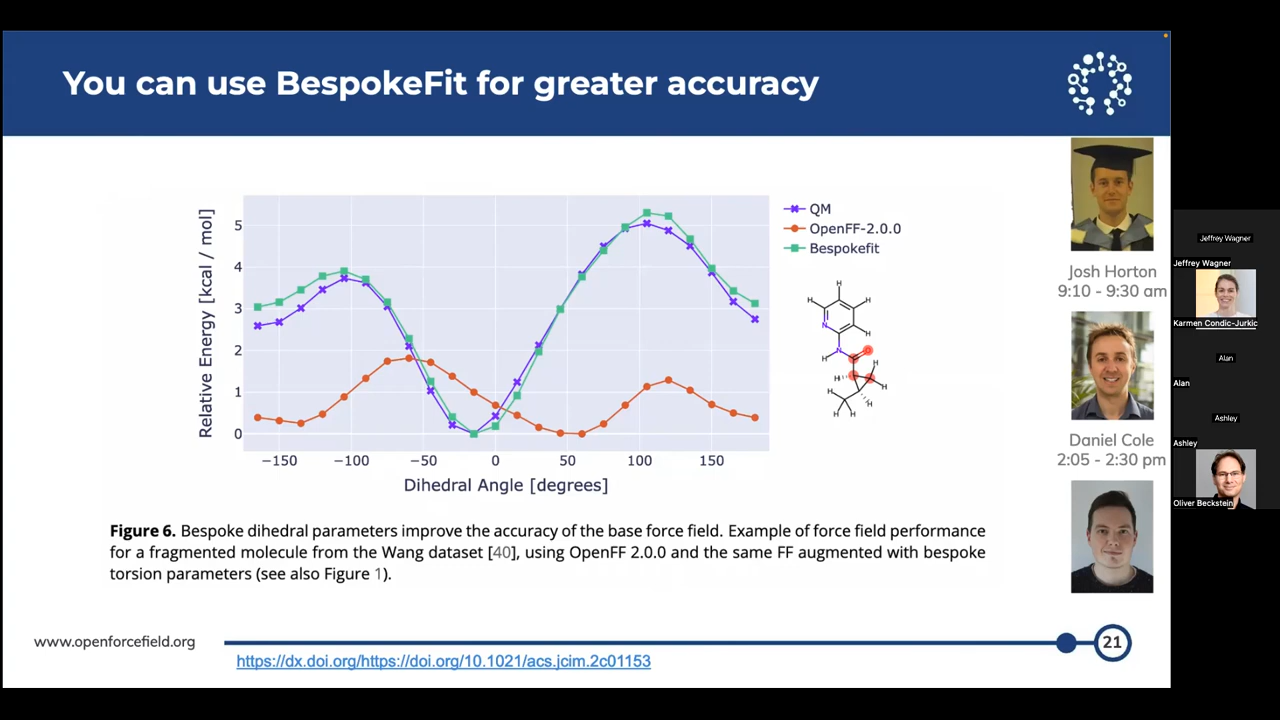 You can use BespokeFit for greater accuracy
Relative Energy [kcal / mol]
5
4
3
2
1
0
−150
−100
−50
0
50
100
150
Dihedral Angle [degrees]
QM
OpenFF-2.0.0
Bespokefit
H
H
H
N
H
N
H
H
H
H
H
H
H
H
Figure 6. Bespoke dihedral parameters improve the accuracy of the base force field. Example of force field performance
for a fragmented molecule from the Wang dataset [40], using OpenFF 2.0.0 and the same FF augmented with bespoke
torsion parameters (see also Figure 1).
Josh Horton
9:10 - 9:30 am
Daniel Cole
2:05 - 2:30 pm
www.openforcefield.org
21
https://dx.doi.org/https://doi.org/10.1021/acs.jcim.2c01153
Jeffrey Wagner
Jeffrey Wagner
Karmen Condic-Jurkic
Alan
Alan
Ashley
Ashley
Oliver Beckstein